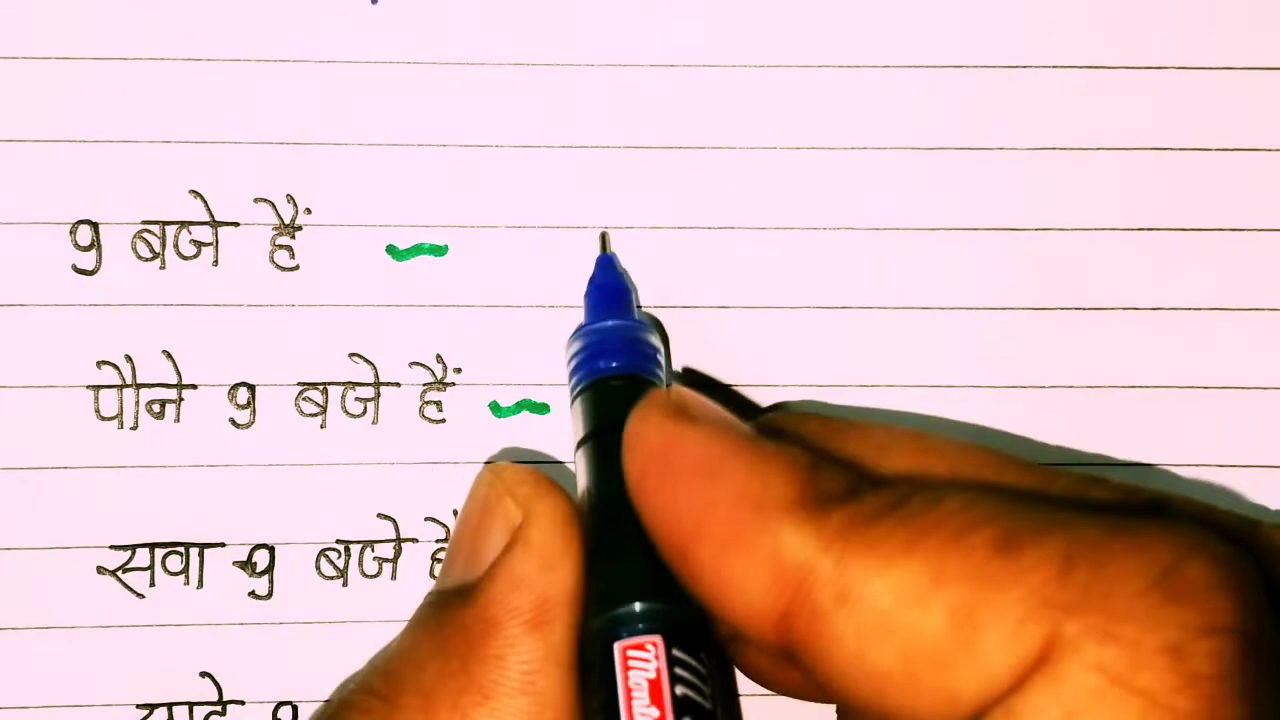 9 बजे हैं ~
पौने 9 बजे हैं ~
सवा 9 बजे हैं